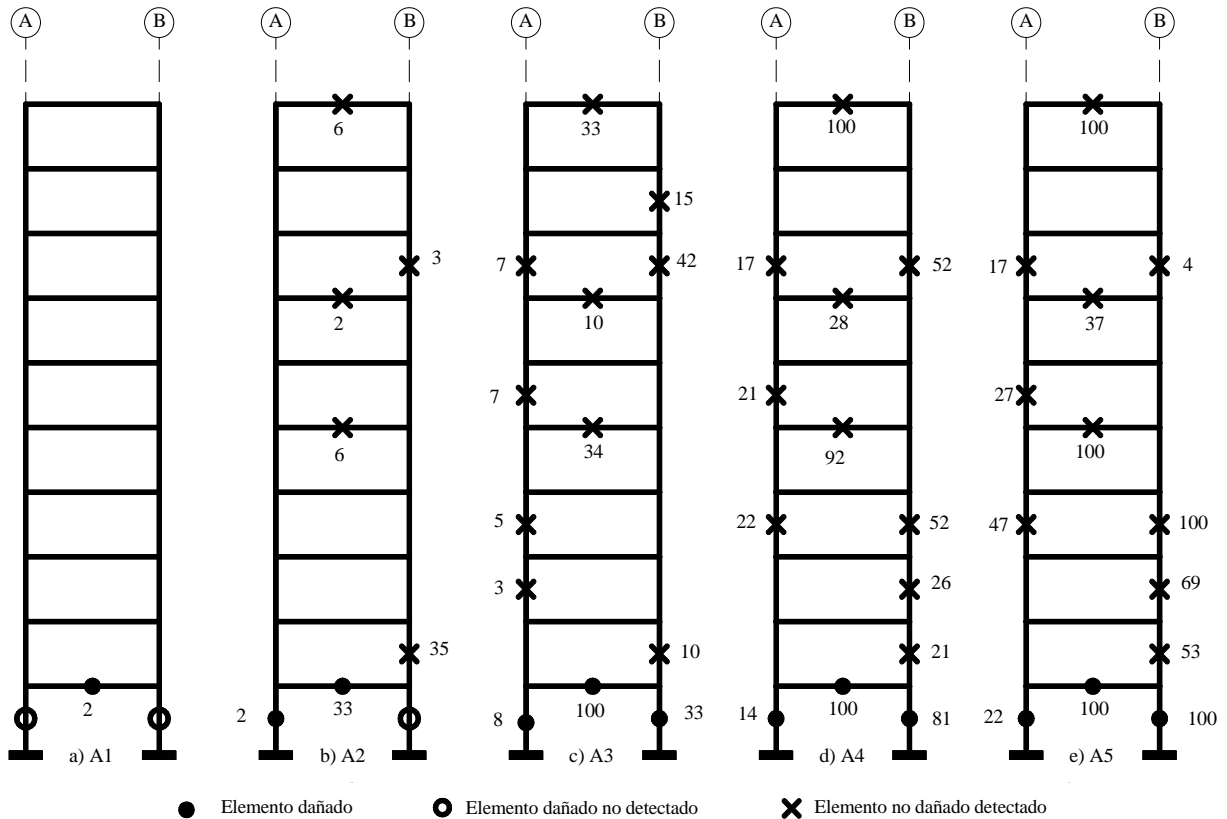 A B A B A B A B A B
6 33 100 100
15
3 7 42 17 52 17 4
2 10 28 37
7 21 27
6 34 92 100
5 22 52 47 100
3 26 69
35 10 21 53
2 33 100 100 100
2 8 33 14 81 22 100
a) A1 b) A2 c) A3 d) A4 e) A5
Elemento dañado Elemento dañado no detectado Elemento no dañado detectado